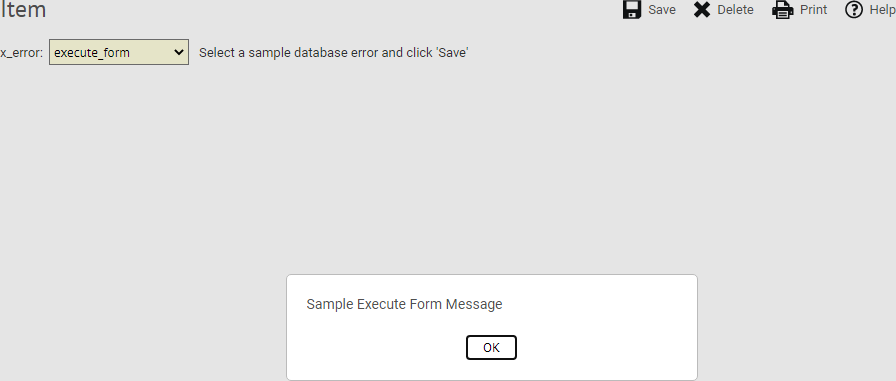 Item
Save Delete Print Help
x_error: execute_form Select a sample database error and click 'Save'
Sample Execute Form Message
OK